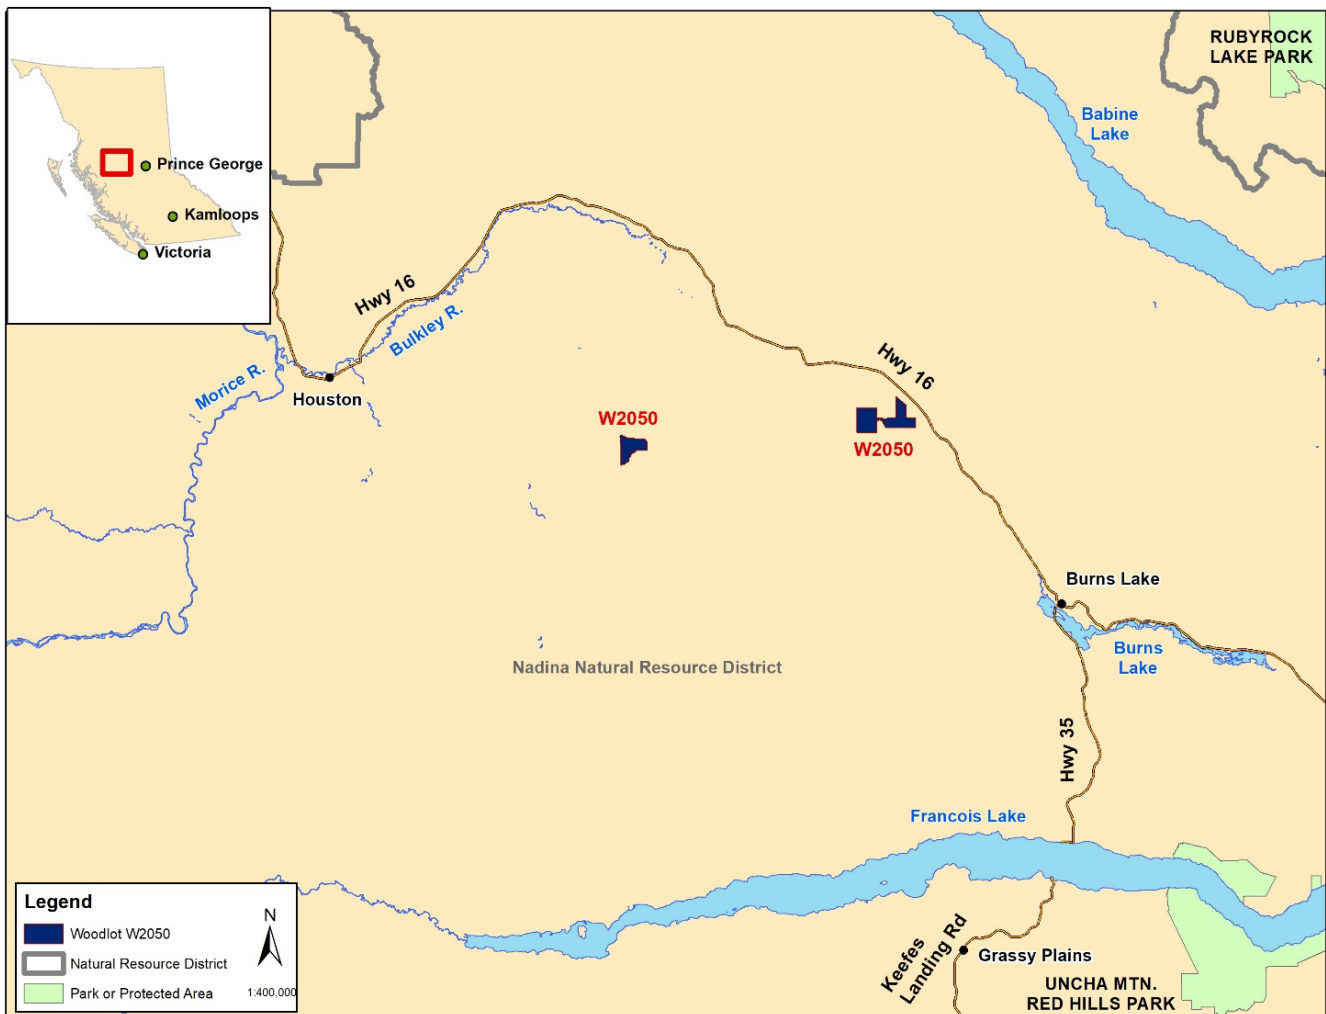 RUBYROCK
LAKE PARK
Babine
Lake
Prince George
Kamloops
Victoria
Hwy 16
Bulkley R.
Morice R.
Houston
Hwy 16
W2050
W2050
Burns Lake
Burns
Lake
Nadina Natural Resource District
Hwy 35
Francois Lake
Keefes
Landing Rd
Grassy Plains
UNCHA MTN.
RED HILLS PARK
Legend
Woodlot W2050
Natural Resource District
Park or Protected Area
N
1:400,000